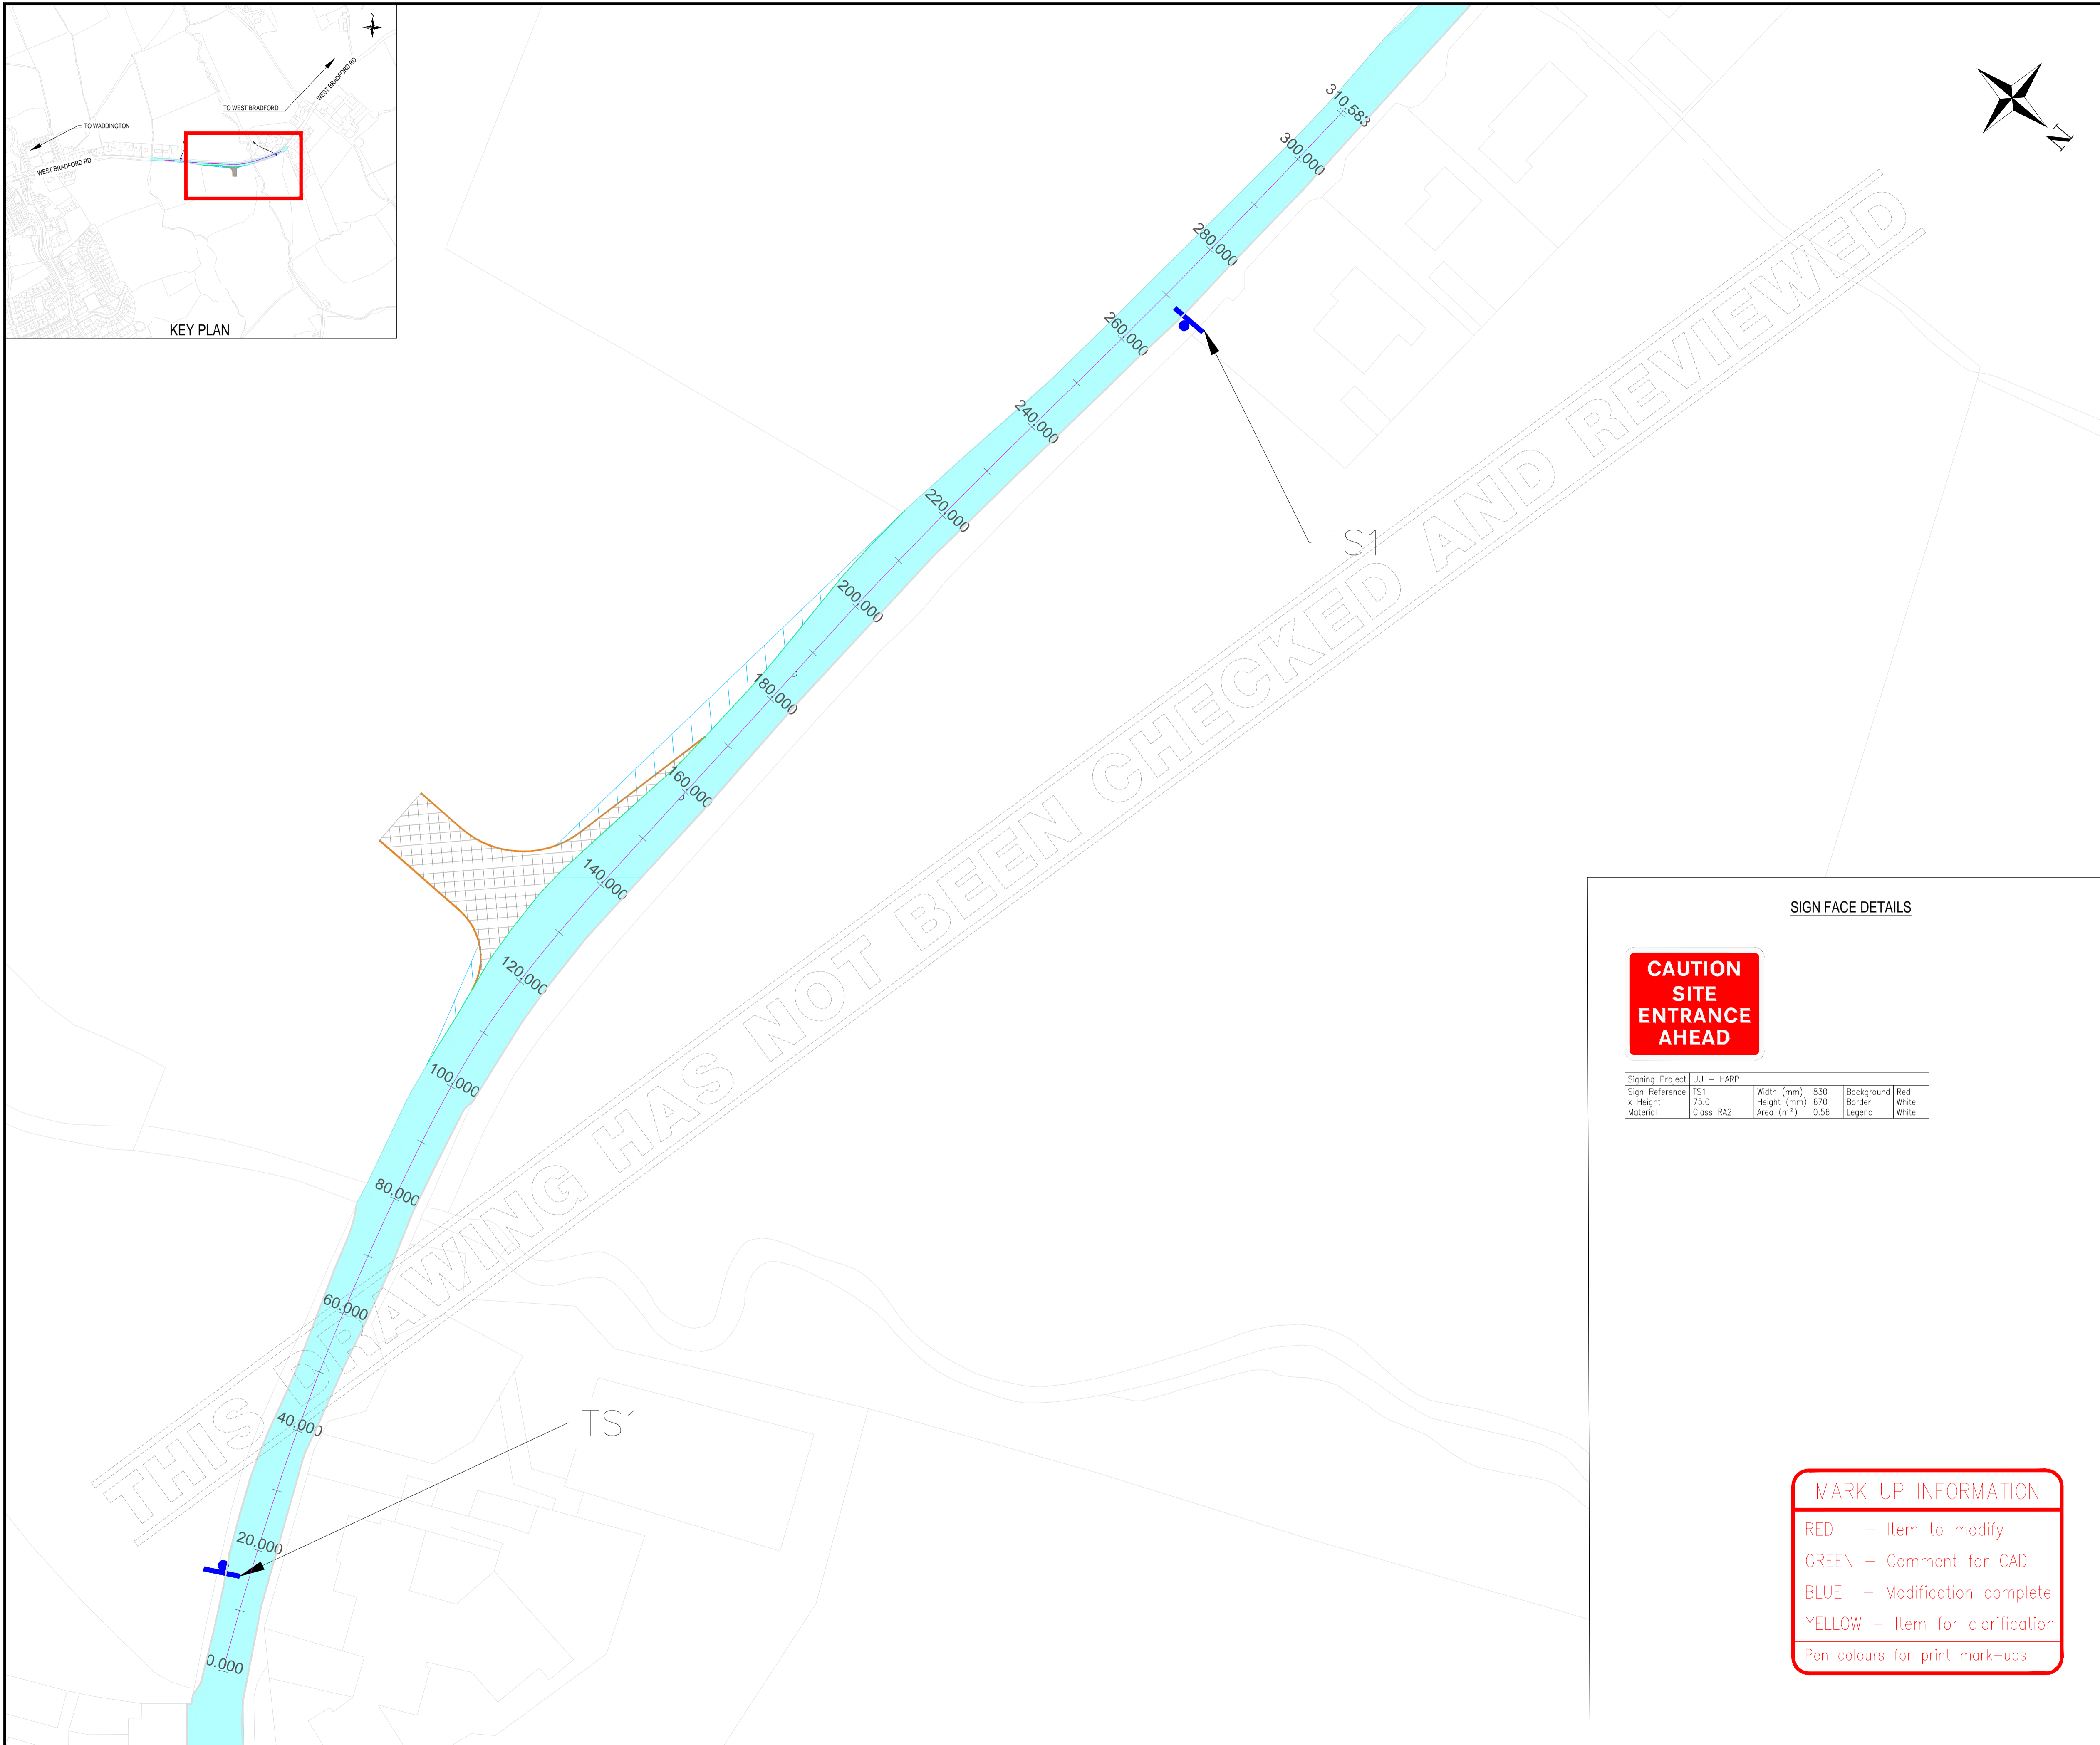 N
TO WEST BRADFORD
WEST BRADFORD RD
TO WADDINGTON
WEST BRADFORD RD
KEY PLAN
N
310.583
300.000
280.000
260.000
240.000
220.000
200.000
180.000
160.000
140.000
120.000
100.000
80.000
60.000
40.000
20.000
0.000
TS1
TS1
THIS DRAWING HAS NOT BEEN CHECKED AND REVIEWED
SIGN FACE DETAILS
CAUTION
SITE
ENTRANCE
AHEAD
Signing Project UU - HARP
Sign Reference TS1 Width (mm) 830 Background Red
x Height 75.0 Height (mm) 670 Border White
Material Class RA2 Area (m²) 0.56 Legend White
MARK UP INFORMATION
RED - Item to modify
GREEN - Comment for CAD
BLUE - Modification complete
YELLOW - Item for clarification
Pen colours for print mark-ups